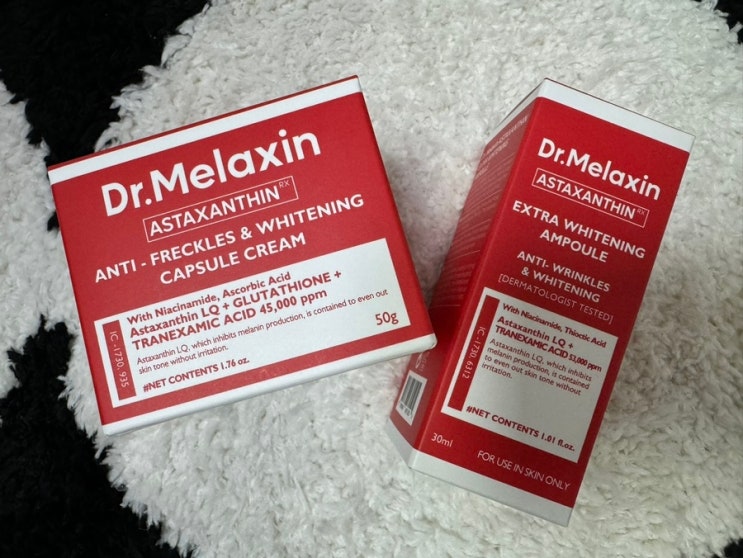 Dr.Melaxin
ASTAXANTHIN RX
ANTI - FRECKLES & WHITENING
CAPSULE CREAM
With Niacinamide, Ascorbic Acid
Astaxanthin LQ + GLUTATHIONE +
TRANEXAMIC ACID 45,000 ppm
Astaxanthin LQ, which inhibits melanin production, is contained to even out
skin tone without irritation.
#NET CONTENTS 1.76 oz.
50g
IC -1730, 935
Dr.Melaxin
ASTAXANTHIN RX
EXTRA WHITENING
AMPOULE
ANTI- WRINKLES
& WHITENING
[DERMATOLOGIST TESTED]
With Niacinamide, Thioctic Acid
Astaxanthin LQ +
TRANEXAMIC ACID 53,000 ppm
Astaxanthin LQ, which inhibits
melanin production, is contained
to even out skin tone without
irritation.
IC -1730, 6312
#NET CONTENTS 1.01 fl.oz.
30ml
FOR USE IN SKIN ONLY